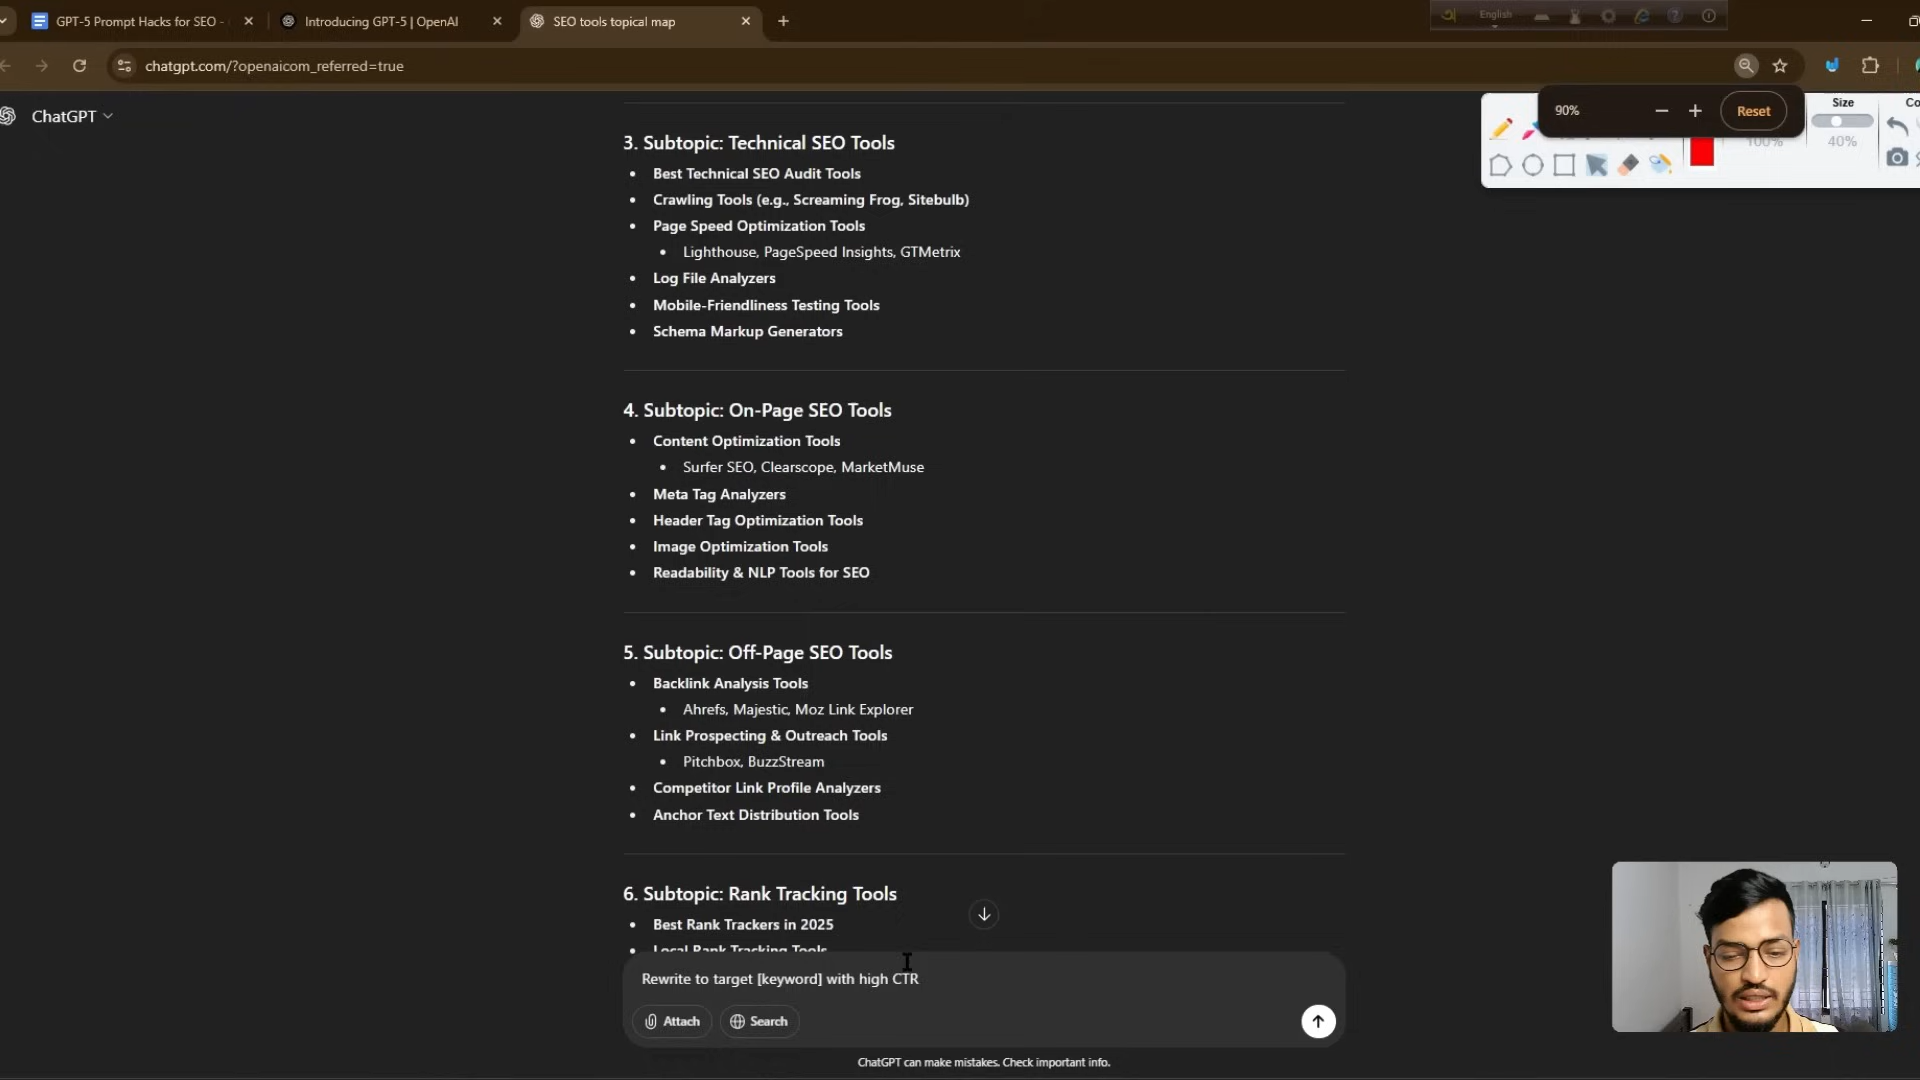 GPT-5 Prompt Hacks for SEO -
Introducing GPT-5 | OpenAI
SEO tools topical map
English
chatgpt.com/?openaicom_referred=true
ChatGPT
90%
Reset
Size
100%
40%
3. Subtopic: Technical SEO Tools
Best Technical SEO Audit Tools
Crawling Tools (e.g., Screaming Frog, Sitebulb)
Page Speed Optimization Tools
Lighthouse, PageSpeed Insights, GTMetrix
Log File Analyzers
Mobile-Friendliness Testing Tools
Schema Markup Generators
4. Subtopic: On-Page SEO Tools
Content Optimization Tools
Surfer SEO, Clearscope, MarketMuse
Meta Tag Analyzers
Header Tag Optimization Tools
Image Optimization Tools
Readability & NLP Tools for SEO
5. Subtopic: Off-Page SEO Tools
Backlink Analysis Tools
Ahrefs, Majestic, Moz Link Explorer
Link Prospecting & Outreach Tools
Pitchbox, BuzzStream
Competitor Link Profile Analyzers
Anchor Text Distribution Tools
6. Subtopic: Rank Tracking Tools
Best Rank Trackers in 2025
Local Rank Tracking Tools
Rewrite to target [keyword] with high CTR
Attach
Search
ChatGPT can make mistakes. Check important info.